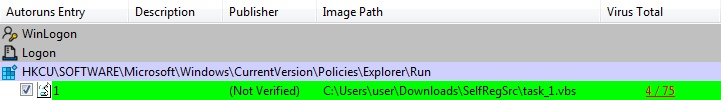 Autoruns Entry Description Publisher Image Path Virus Total
WinLogon
Logon
HKCU\SOFTWARE\Microsoft\Windows\CurrentVersion\Policies\Explorer\Run
1 (Not Verified) C:\Users\user\Downloads\SelfRegSrc\task_1.vbs 4 / 75